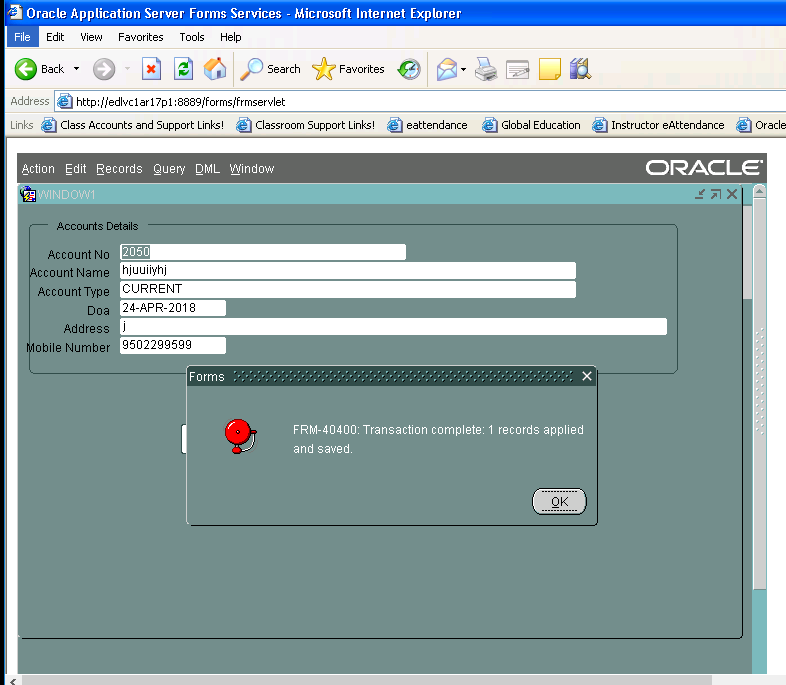 Oracle Application Server Forms Services - Microsoft Internet Explorer
File Edit View Favorites Tools Help
Back Search Favorites
Address http://edlvc1ar17p1:8889/forms/frmservlet
Links Class Accounts and Support Links! Classroom Support Links! eattendance Global Education Instructor eAttendance Oracle
Action Edit Records Query DML Window ORACLE
WINDOW1
Accounts Details
Account No 2050
Account Name hjuuiiyhj
Account Type CURRENT
Doa 24-APR-2018
Address j
Mobile Number 9502299599
Forms
FRM-40400: Transaction complete: 1 records applied
and saved.
OK